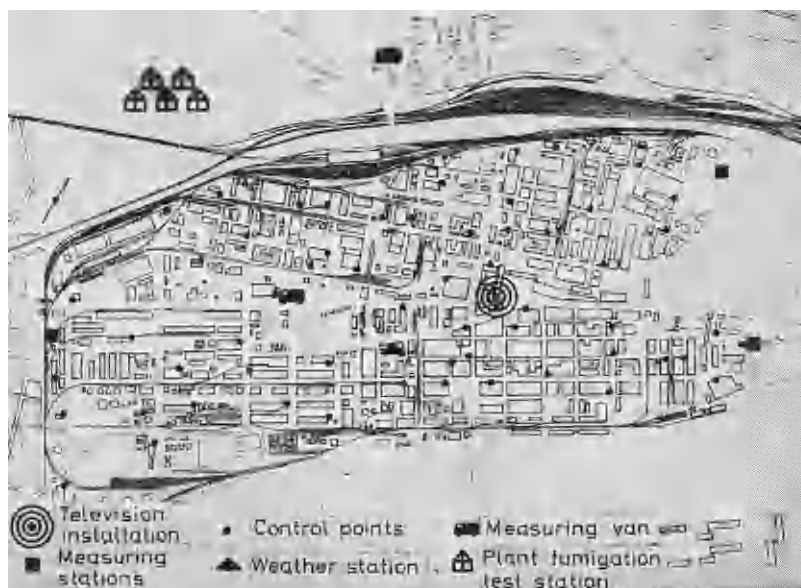 Television
installation
Control points
Measuring van
Measuring
stations
Weather station
Plant fumigation
test station